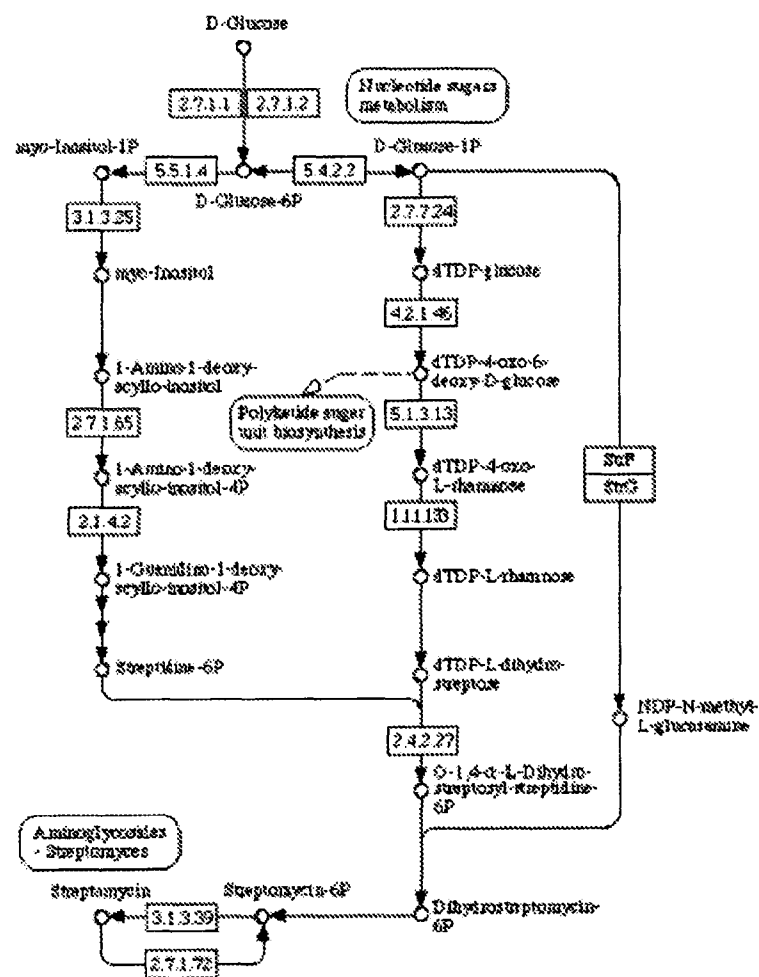 D-Glucose
2.7.1.1 2.7.1.2
Nucleotide sugars
metabolism
myo-Inositol-1P
5.5.1.4
5.4.2.2
D-Glucose-1P
D-Glucose-6P
3.1.3.25
2.7.7.24
myo-Inositol
dTDP-glucose
4.2.1.46
1-Amino-1-deoxy-
scyllo-inositol
dTDP-4-oxo-6-
deoxy-D-glucose
2.7.1.65
Polyketide sugar
unit biosynthesis
5.1.3.13
1-Amino-1-deoxy-
scyllo-inositol-4P
dTDP-4-oxo-
L-rhamnose
StrF
StrG
2.1.4.2
1.1.1.133
1-Guanidino-1-deoxy-
scyllo-inositol-4P
dTDP-L-rhamnose
Streptidine-6P
dTDP-L-dihydro-
streptose
NDP-N-methyl-
L-glucosamine
2.4.2.27
O-1,4-α-L-Dihydro-
streptosyl-streptidine-
6P
Aminoglycosides
- Streptomyces
Streptomycin
Streptomycin-6P
Dihydrostreptomycin-
6P
3.1.3.39
2.7.1.72